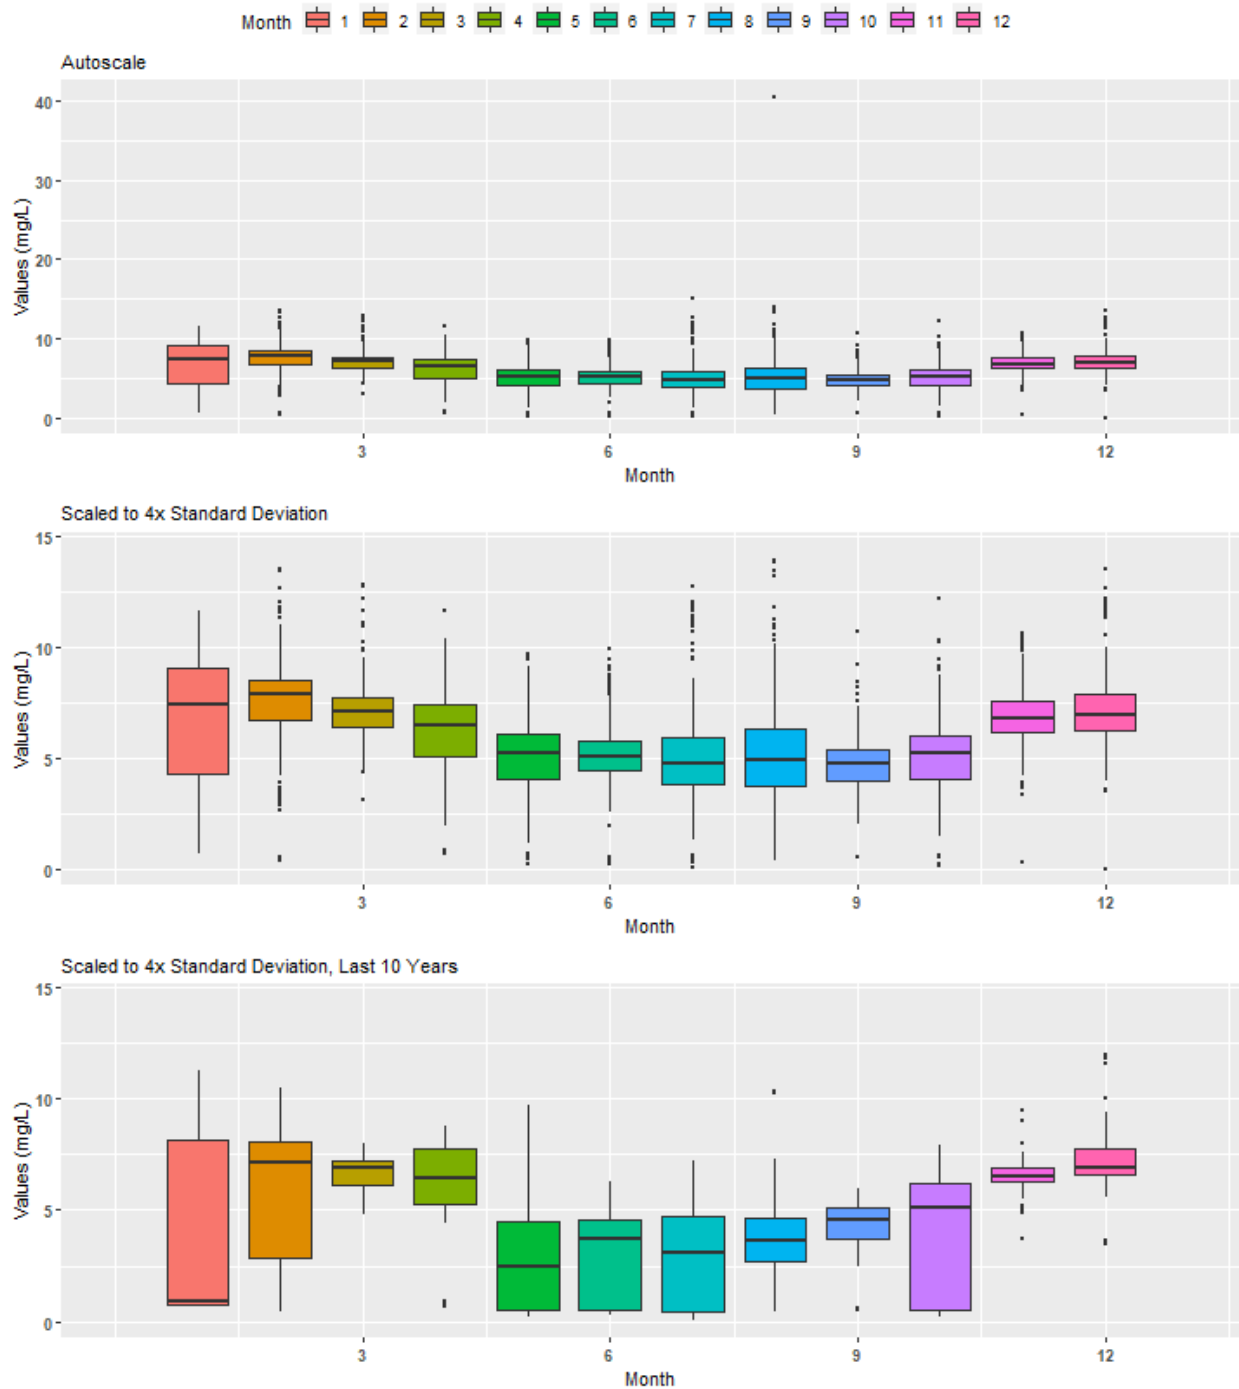 Month 1 2 3 4 5 6 7 8 9 10 11 12
Autoscale
Values (mg/L)
40
30
20
10
0
3 6 9 12
Month
Scaled to 4x Standard Deviation
Values (mg/L)
15
10
5
0
3 6 9 12
Month
Scaled to 4x Standard Deviation, Last 10 Years
Values (mg/L)
15
10
5
0
3 6 9 12
Month